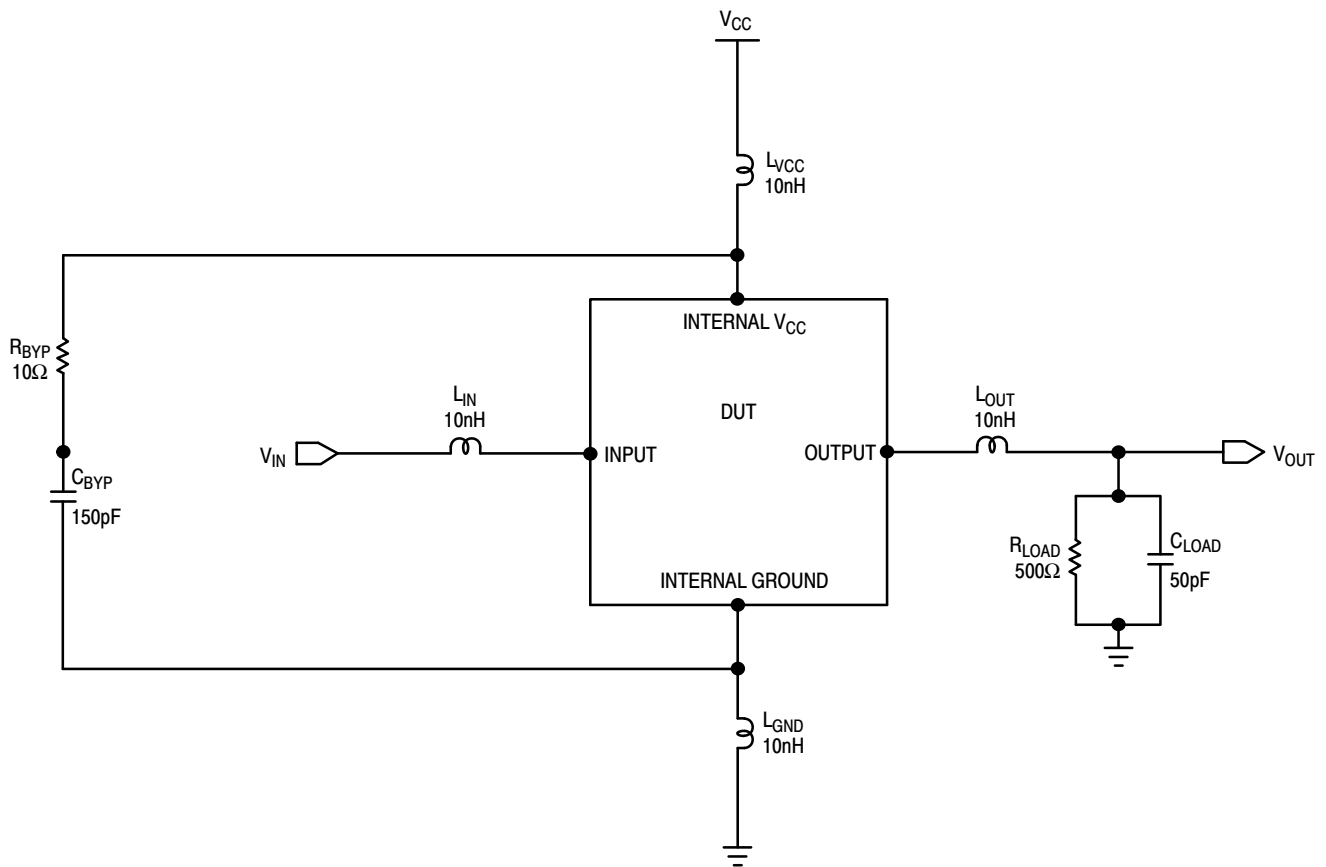 VCC
LVCC
10nH
INTERNAL VCC
RBYP
10Ω
LIN
10nH
DUT
LOUT
10nH
VIN
INPUT
OUTPUT
VOUT
CBYP
150pF
RLOAD
500Ω
CLOAD
50pF
INTERNAL GROUND
LGND
10nH